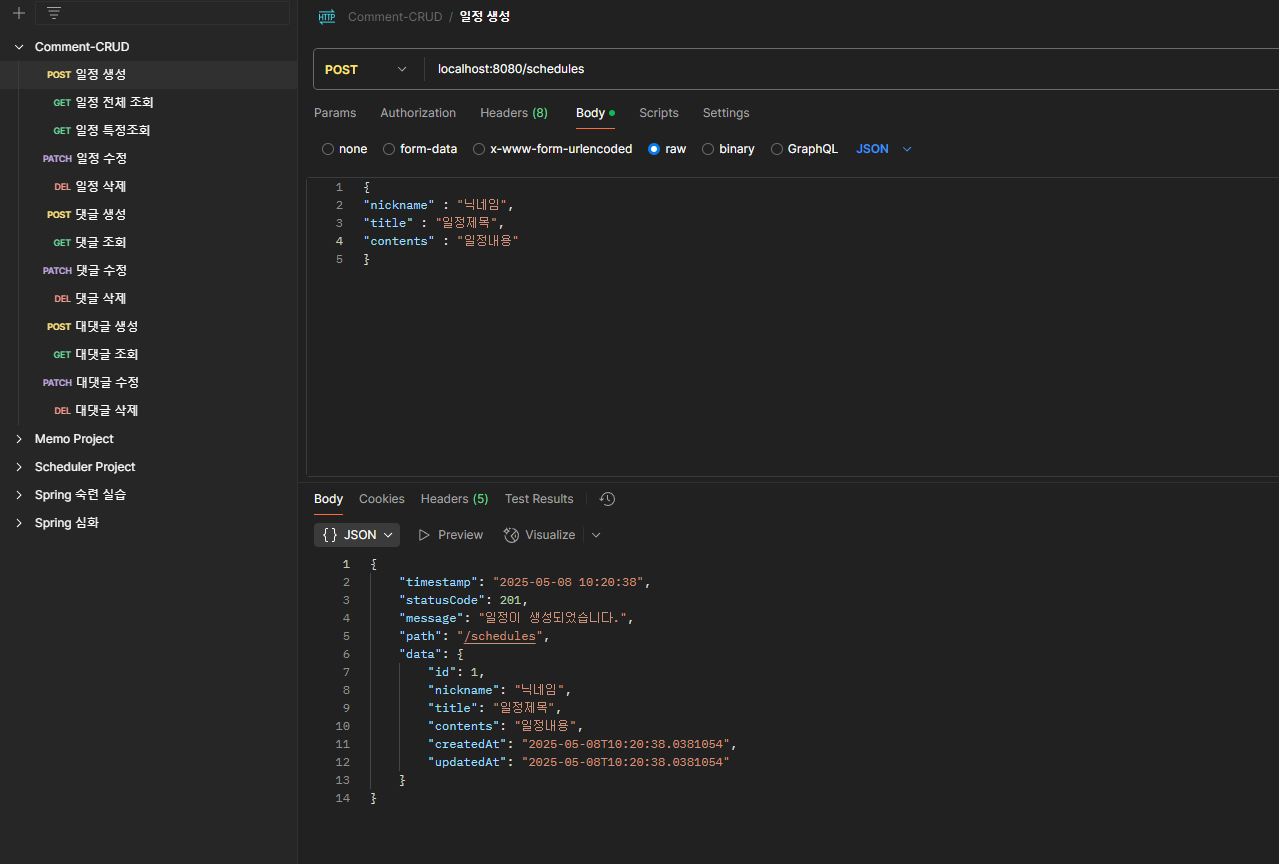 Comment-CRUD
POST 일정 생성
GET 일정 전체 조회
GET 일정 특정조회
PATCH 일정 수정
DEL 일정 삭제
POST 댓글 생성
GET 댓글 조회
PATCH 댓글 수정
DEL 댓글 삭제
POST 대댓글 생성
GET 대댓글 조회
PATCH 대댓글 수정
DEL 대댓글 삭제
Memo Project
Scheduler Project
Spring 숙련 실습
Spring 심화
HTTP Comment-CRUD / 일정 생성
POST localhost:8080/schedules
Params Authorization Headers (8) Body Scripts Settings
none form-data x-www-form-urlencoded raw binary GraphQL JSON
1 {
2 "nickname" : "닉네임",
3 "title" : "일정제목",
4 "contents" : "일정내용"
5 }
Body Cookies Headers (5) Test Results
{} JSON Preview Visualize
1 {
2 "timestamp": "2025-05-08 10:20:38",
3 "statusCode": 201,
4 "message": "일정이 생성되었습니다.",
5 "path": "/schedules",
6 "data": {
7 "id": 1,
8 "nickname": "닉네임",
9 "title": "일정제목",
10 "contents": "일정내용",
11 "createdAt": "2025-05-08T10:20:38.0381054",
12 "updatedAt": "2025-05-08T10:20:38.0381054"
13 }
14 }